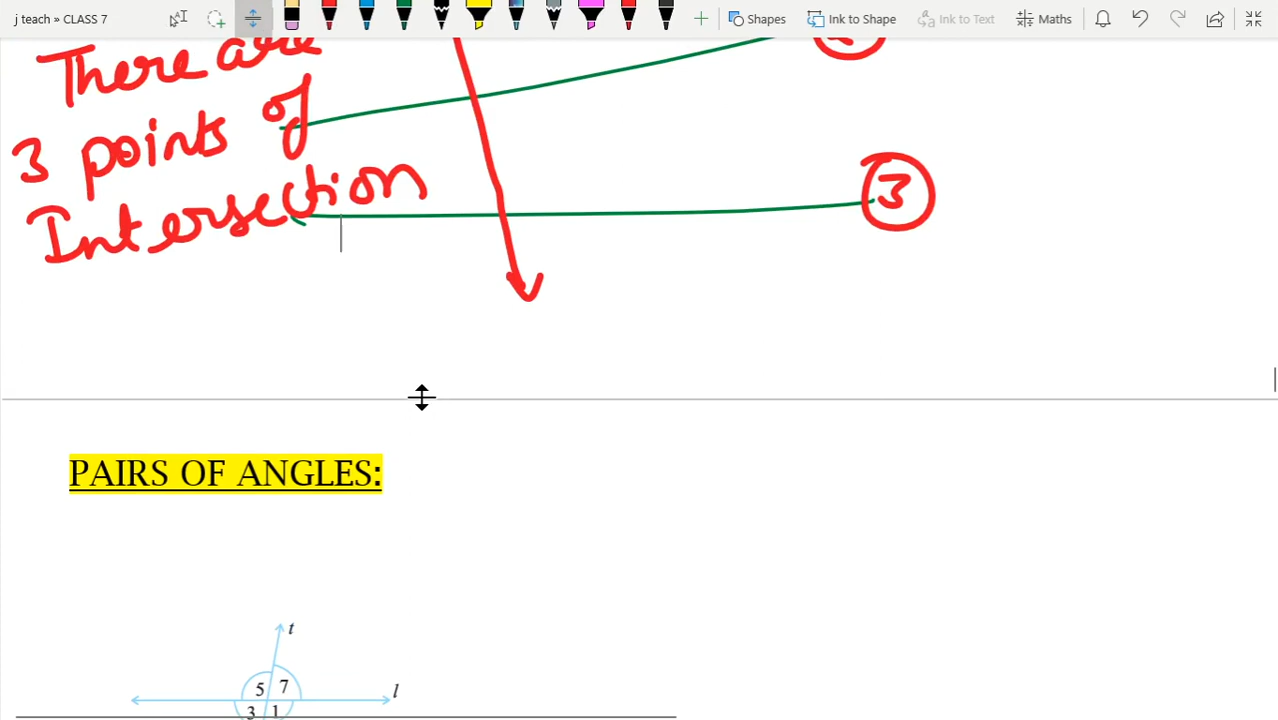 j teach » CLASS 7
Shapes
Ink to Shape
Ink to Text
Maths
There are
3 points of
Intersection
3
PAIRS OF ANGLES:
t
5 7
l
3 1